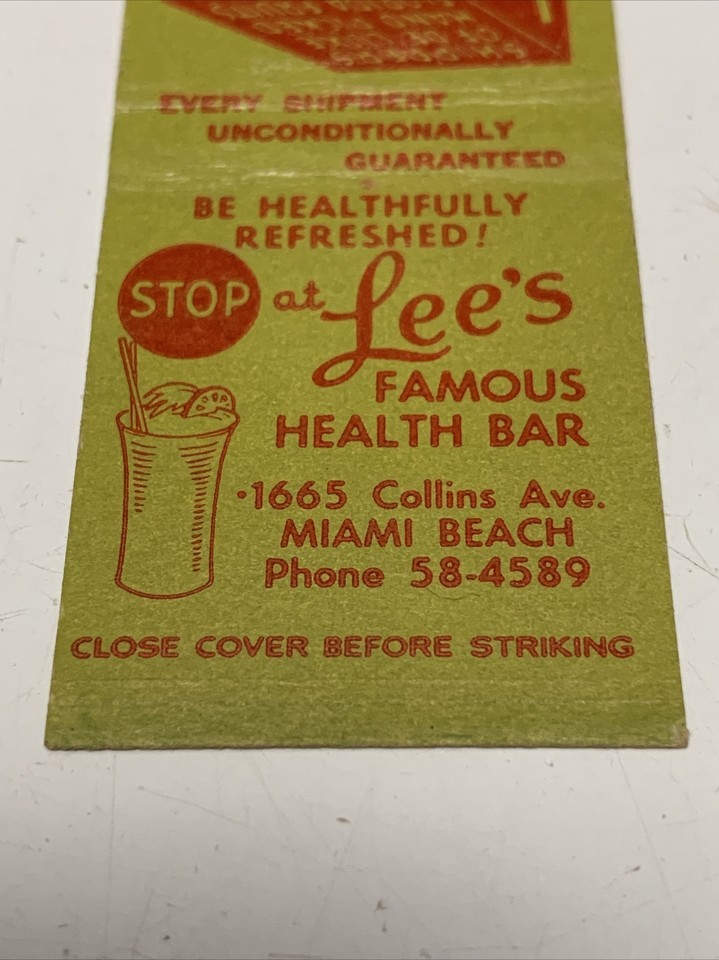 EVERY SHIPMENT
UNCONDITIONALLY
GUARANTEED
BE HEALTHFULLY
REFRESHED!
STOP at Lee's
FAMOUS
HEALTH BAR
•1665 Collins Ave.
MIAMI BEACH
Phone 58-4589
CLOSE COVER BEFORE STRIKING